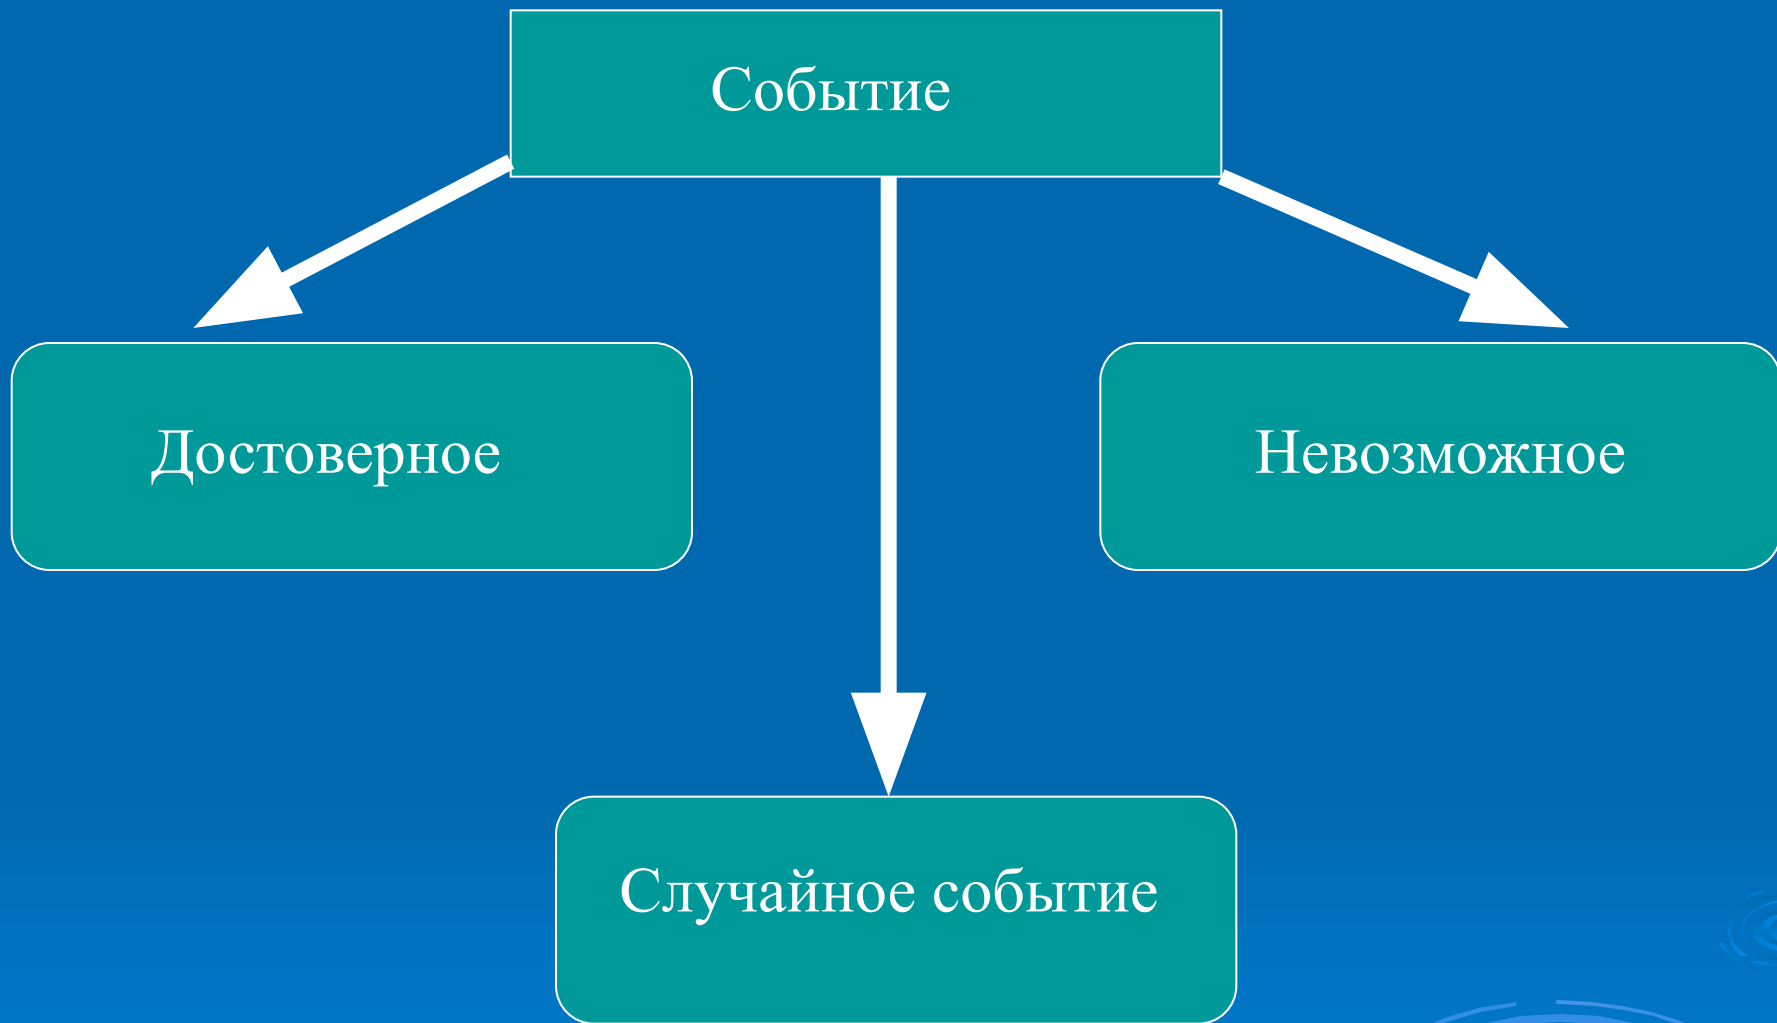 Событие
Достоверное
Невозможное
Случайное событие